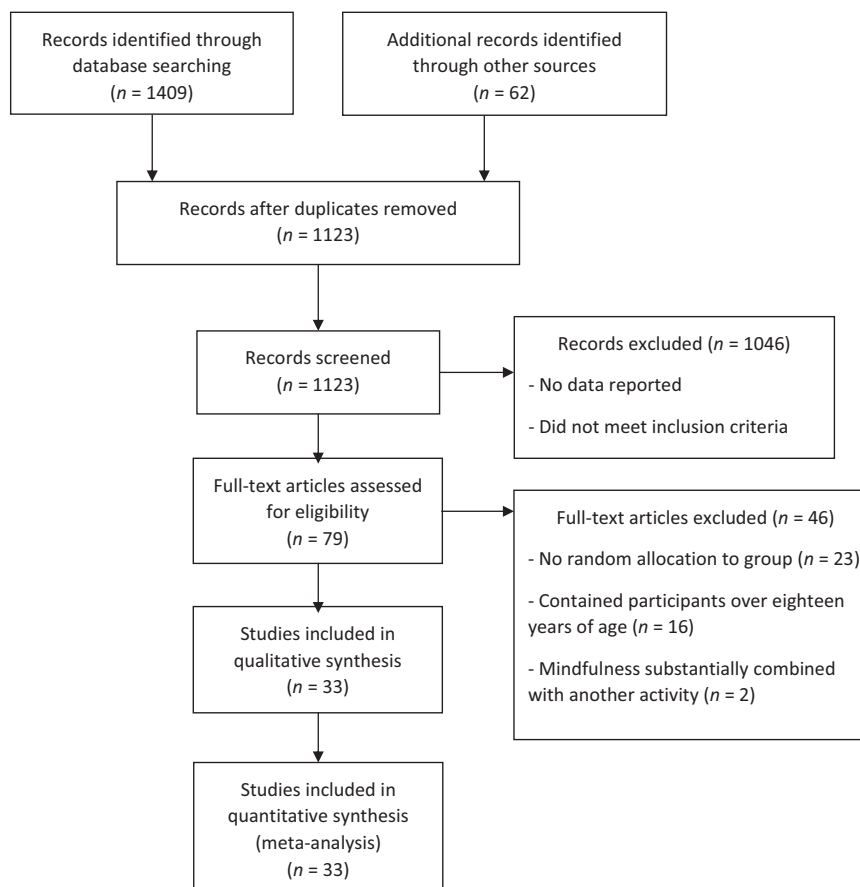 Records identified through
database searching
(n = 1409)
Additional records identified
through other sources
(n = 62)
Records after duplicates removed
(n = 1123)
Records screened
(n = 1123)
Records excluded (n = 1046)
- No data reported
- Did not meet inclusion criteria
Full-text articles assessed
for eligibility
(n = 79)
Full-text articles excluded (n = 46)
- No random allocation to group (n = 23)
- Contained participants over eighteen
years of age (n = 16)
- Mindfulness substantially combined
with another activity (n = 2)
Studies included in
qualitative synthesis
(n = 33)
Studies included in
quantitative synthesis
(meta-analysis)
(n = 33)